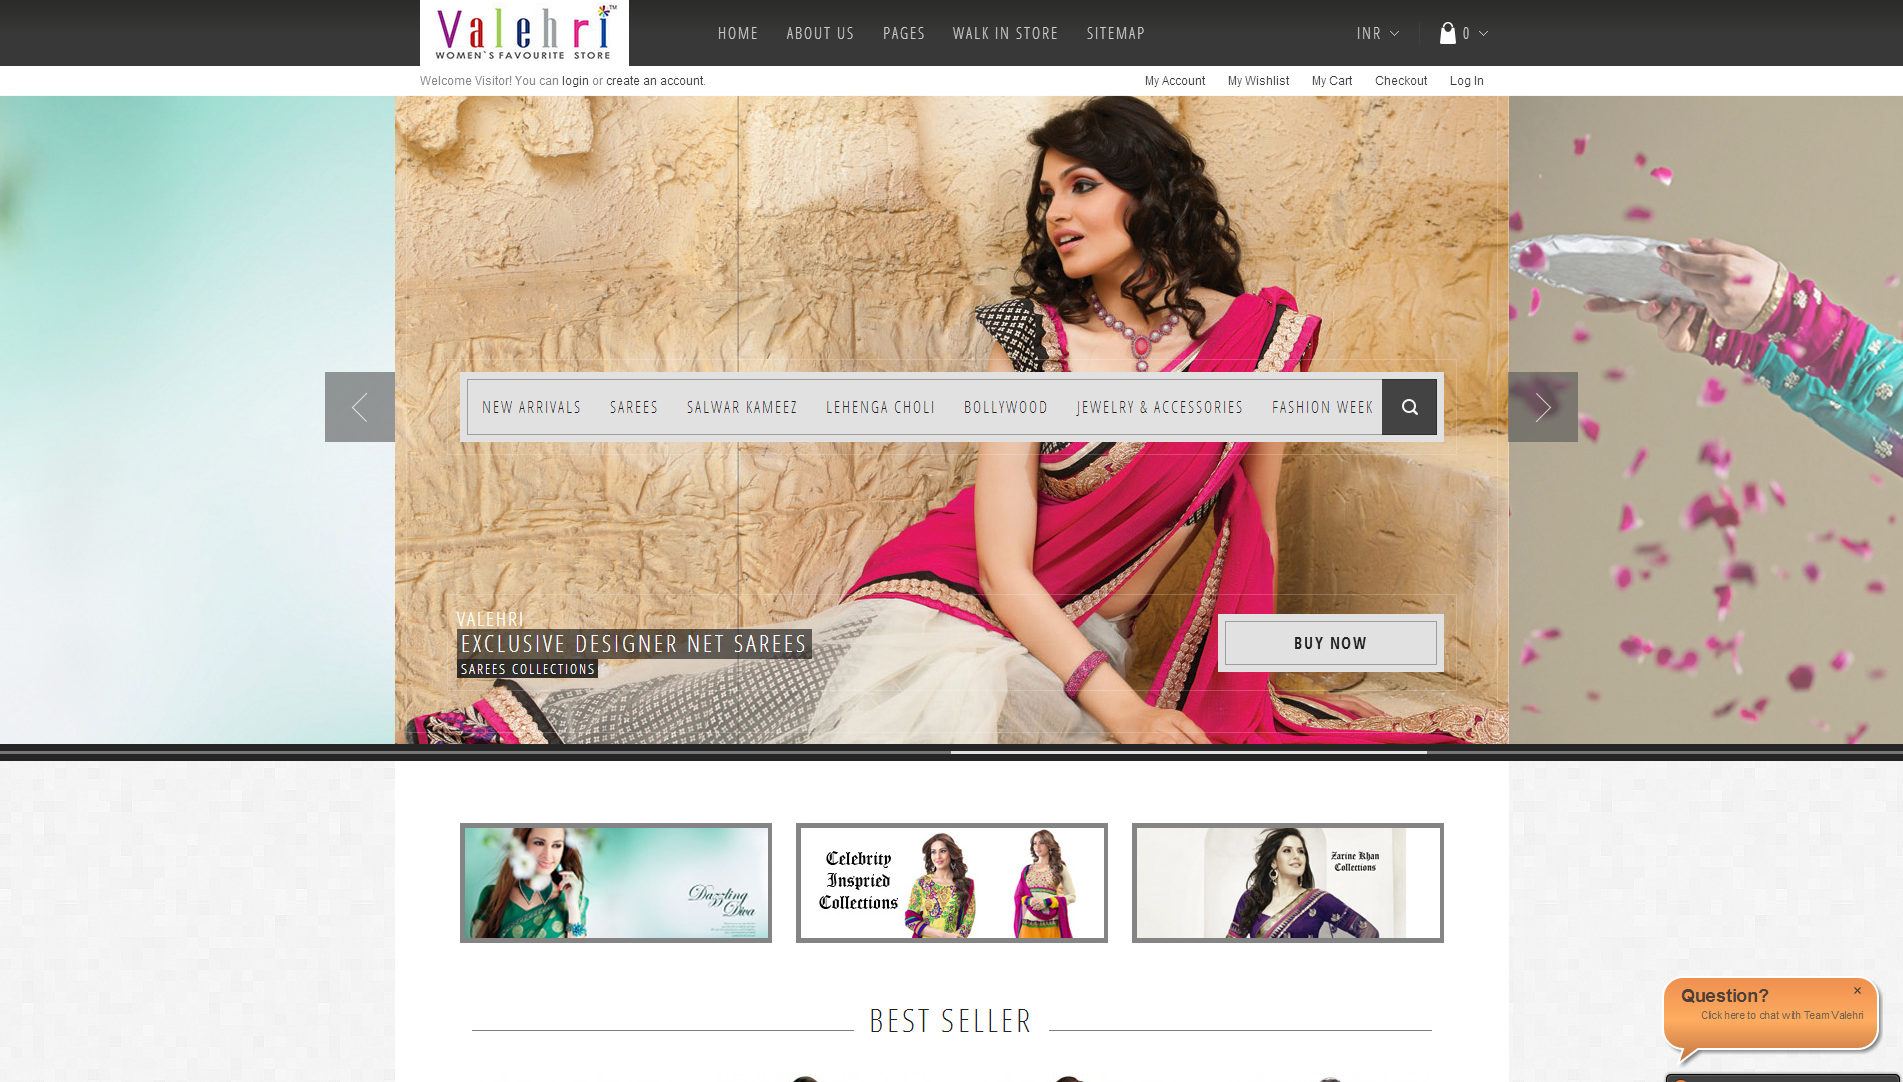 Valehri™
WOMEN`S FAVOURITE STORE
HOME ABOUT US PAGES WALK IN STORE SITEMAP
INR 0
Welcome Visitor! You can login or create an account.
My Account My Wishlist My Cart Checkout Log In
NEW ARRIVALS SAREES SALWAR KAMEEZ LEHENGA CHOLI BOLLYWOOD JEWELRY & ACCESSORIES FASHION WEEK
VALEHRI
EXCLUSIVE DESIGNER NET SAREES
SAREES COLLECTIONS
BUY NOW
Dazzling
Diva
Celebrity
Inspried
Collections
Zarine Khan
Collections
BEST SELLER
Question? ×
Click here to chat with Team Valehri